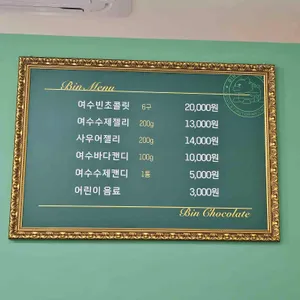 Bin Menu
여수빈초콜릿 6구 20,000원
여수수제젤리 200g 13,000원
사우어젤리 200g 14,000원
여수바다캔디 100g 10,000원
여수수제캔디 1통 5,000원
어린이 음료 3,000원
Bin Chocolate